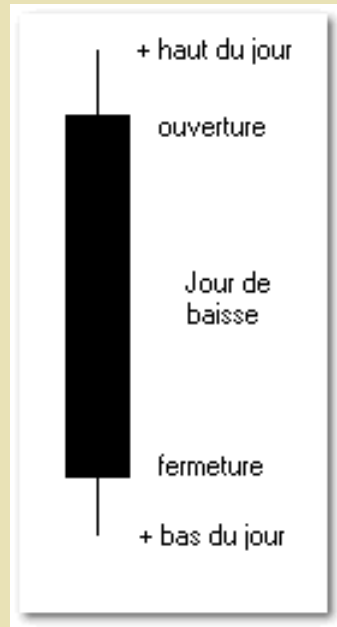 + haut du jour
ouverture
Jour de
baisse
fermeture
+ bas du jour